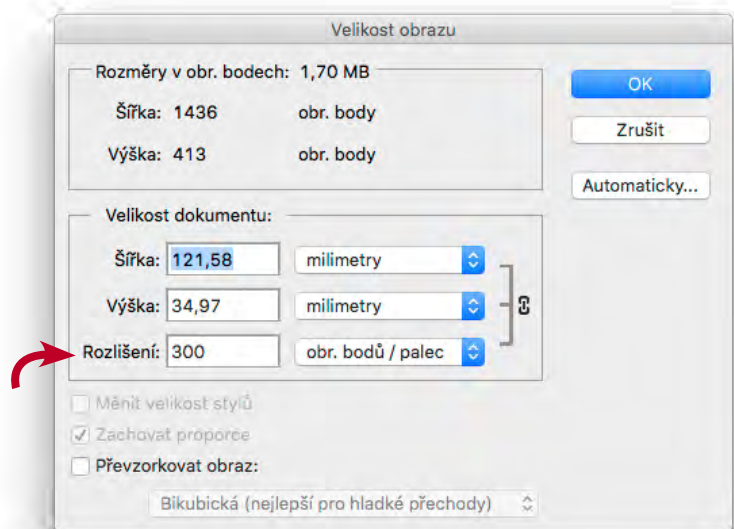 Velikost obrazu
Rozměry v obr. bodech: 1,70 MB
OK
Šířka: 1436 obr. body
Zrušit
Výška: 413 obr. body
Automaticky...
Velikost dokumentu:
Šířka: 121,58 milimetry
Výška: 34,97 milimetry
Rozlišení: 300 obr. bodů / palec
Měnit velikost stylů
Zachovat proporce
Převzorkovat obraz:
Bikubická (nejlepší pro hladké přechody)